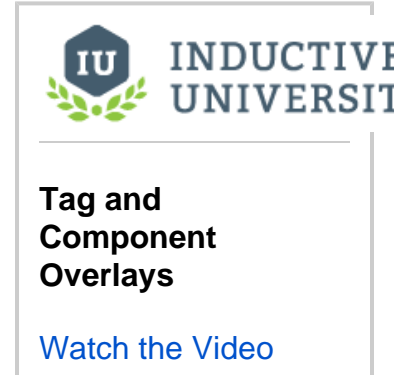 IU
INDUCTIVE
UNIVERSIT
Tag and
Component
Overlays
Watch the Video